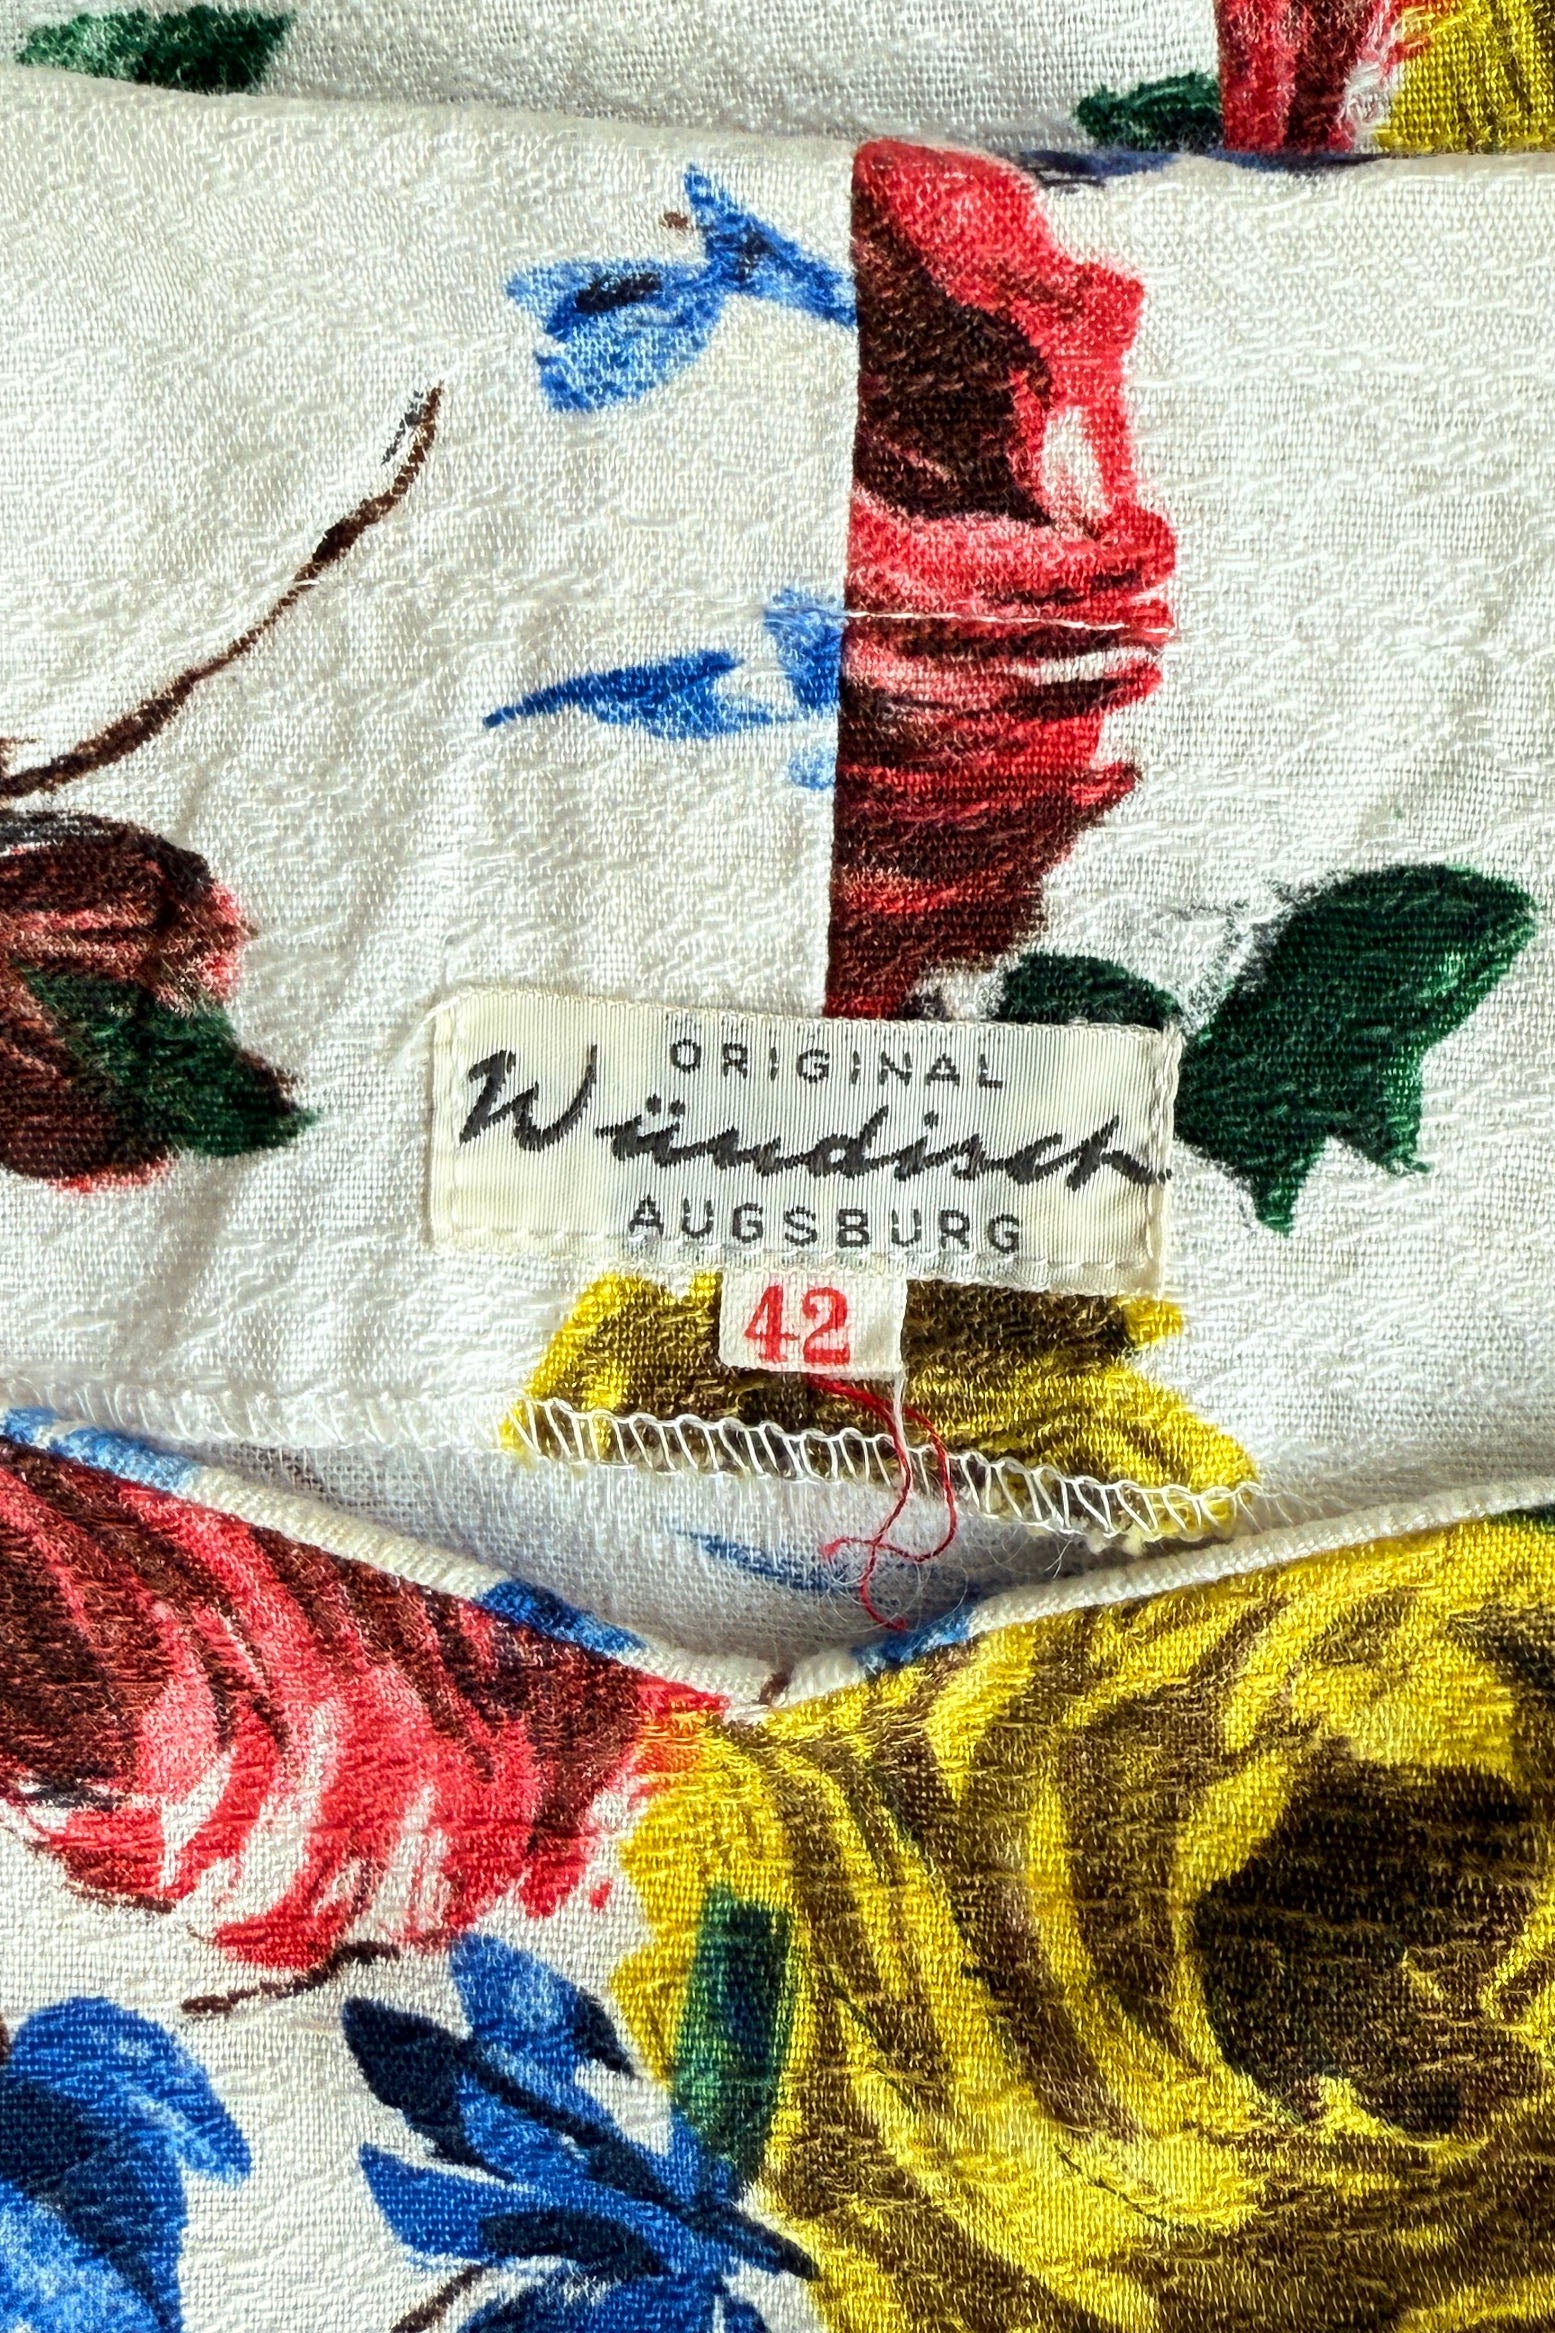 ORIGINAL
Wündisch
AUGSBURG
42